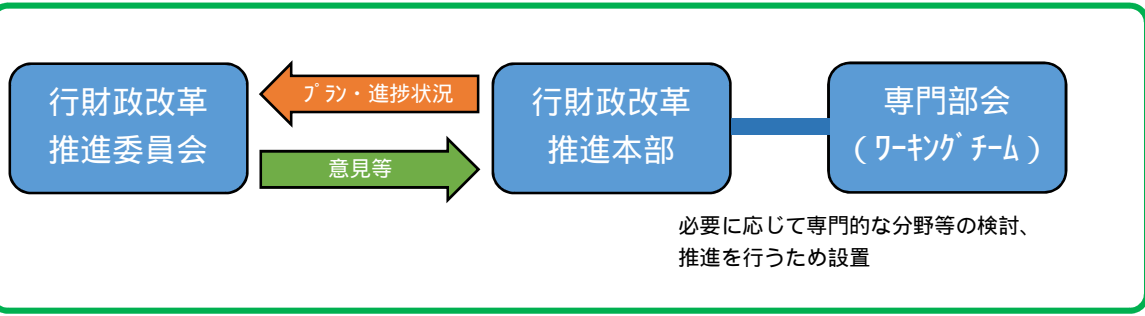 行財政改革
推進委員会
ﾌﾟﾗﾝ・進捗状況
意見等
行財政改革
推進本部
専門部会
（ﾜｰｷﾝｸﾞﾁｰﾑ）
必要に応じて専門的な分野等の検討、
推進を行うため設置